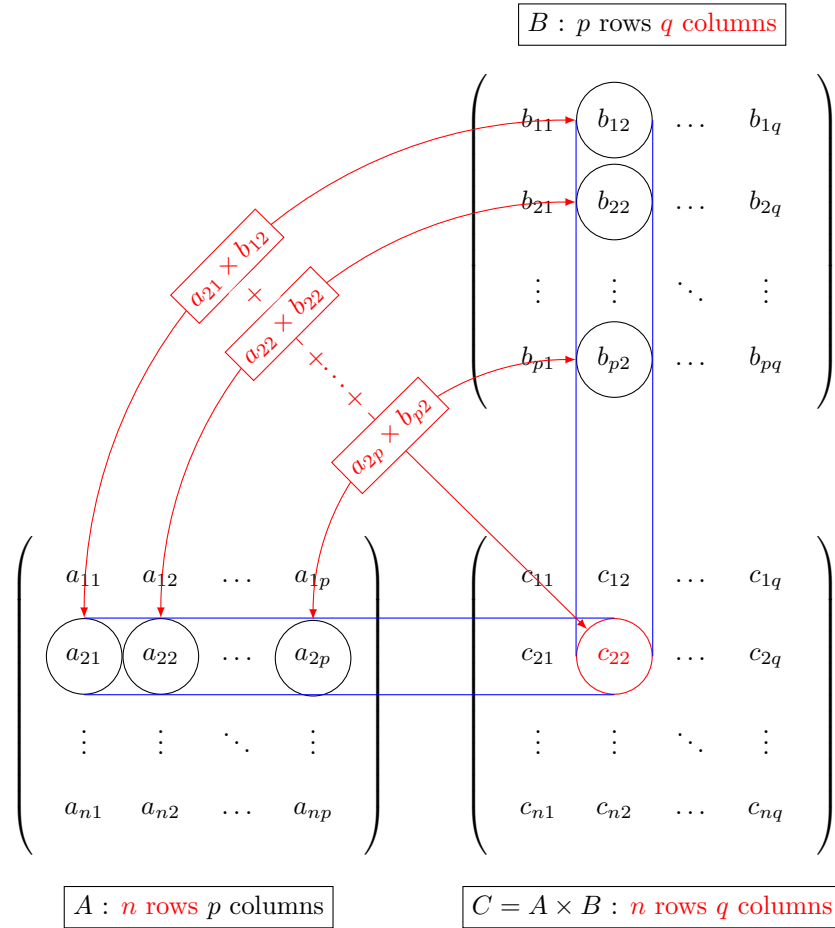 B : p rows q columns
b₁₁ b₁₂ … b₁q
b₂₁ b₂₂ … b₂q
⋮ ⋮ ⋱ ⋮
bₚ₁ bₚ₂ … bₚq
a₂₁ × b₁₂
+
a₂₂ × b₂₂
+ ⋱ +
a₂ₚ × bₚ₂
a₁₁ a₁₂ … a₁ₚ
a₂₁ a₂₂ … a₂ₚ
⋮ ⋮ ⋱ ⋮
aₙ₁ aₙ₂ … aₙₚ
c₁₁ c₁₂ … c₁q
c₂₁ c₂₂ … c₂q
⋮ ⋮ ⋱ ⋮
cₙ₁ cₙ₂ … cₙq
A : n rows p columns
C = A × B : n rows q columns